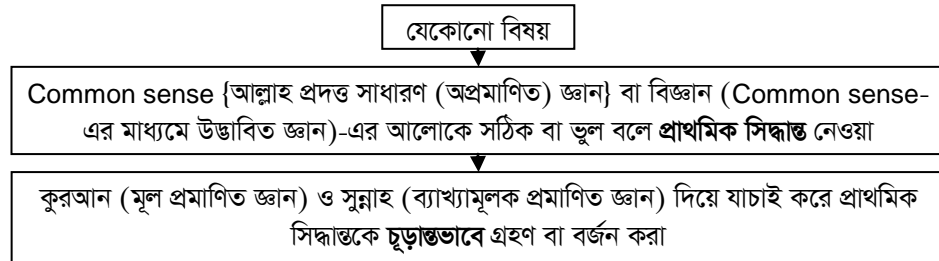 যেকোনো বিষয়
Common sense {আল্লাহ প্রদত্ত সাধারণ (অপ্রমাণিত) জ্ঞান} বা বিজ্ঞান (Common sense-
এর মাধ্যমে উদ্ভাবিত জ্ঞান)-এর আলোকে সঠিক বা ভুল বলে প্রাথমিক সিদ্ধান্ত নেওয়া
কুরআন (মূল প্রমাণিত জ্ঞান) ও সুন্নাহ (ব্যাখ্যামূলক প্রমাণিত জ্ঞান) দিয়ে যাচাই করে প্রাথমিক
সিদ্ধান্তকে চূড়ান্তভাবে গ্রহণ বা বর্জন করা